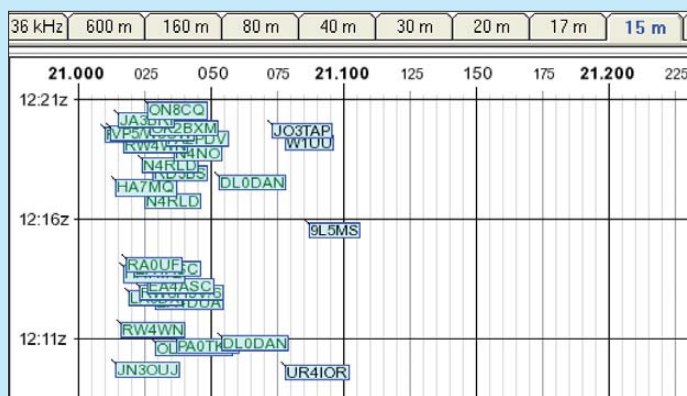 36 kHz 600 m 160 m 80 m 40 m 30 m 20 m 17 m 15 m
21.000 025 050 075 21.100 125 150 175 21.200 225
12:21z
ON8CQ
JO3TAP
W1UU
N4NO
N4RLD
DL0DAN
HA7MQ
N4RLD
12:16z
9L5MS
RA0UF
EA4ASC
RW4WN
12:11z
DL0DAN
JN3OUJ
UR4IOR